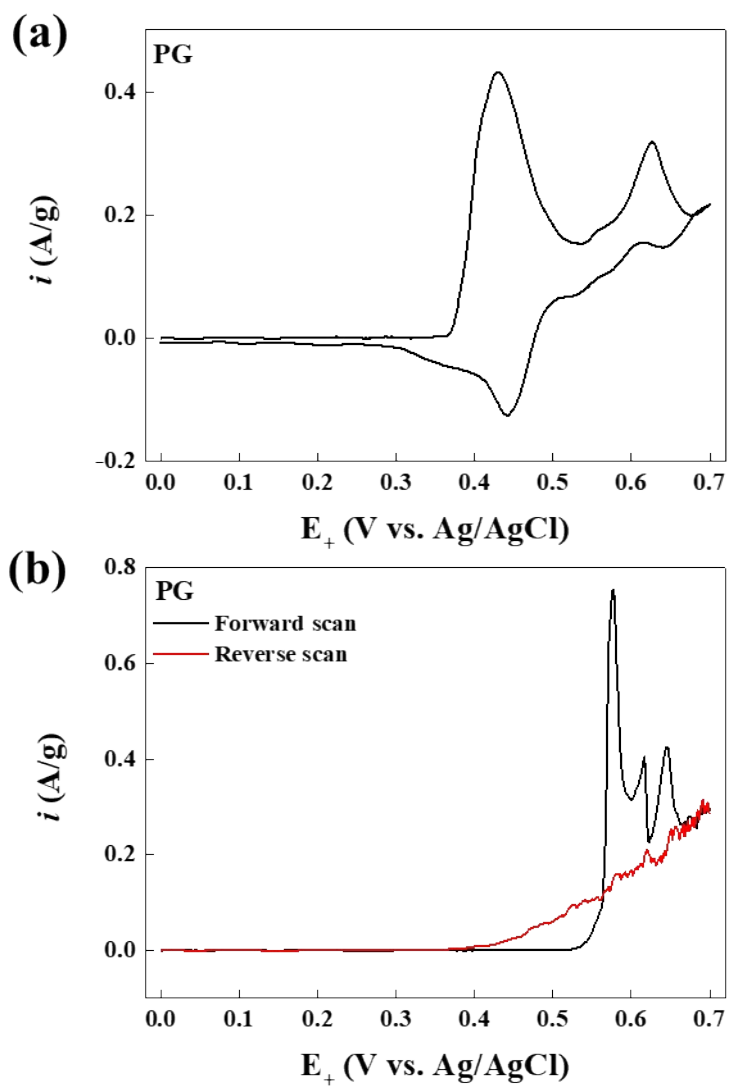 (a)
PG
0.4
0.2
0.0
-0.2
i (A/g)
0.0 0.1 0.2 0.3 0.4 0.5 0.6 0.7
E+ (V vs. Ag/AgCl)
(b)
PG
Forward scan
Reverse scan
0.8
0.6
0.4
0.2
0.0
i (A/g)
0.0 0.1 0.2 0.3 0.4 0.5 0.6 0.7
E+ (V vs. Ag/AgCl)